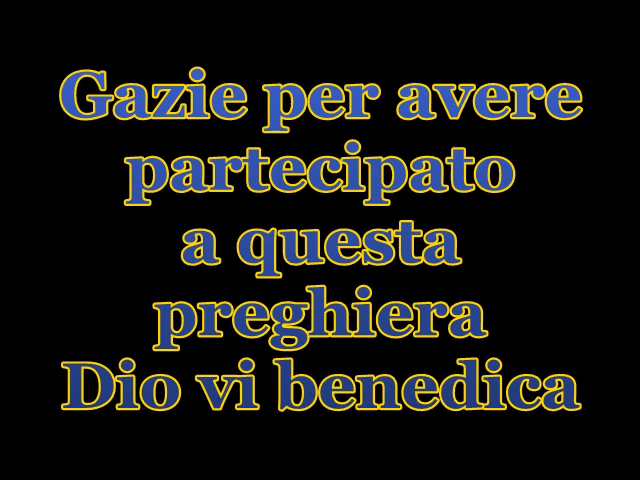 Gazie per avere
partecipato
a questa
preghiera
Dio vi benedica